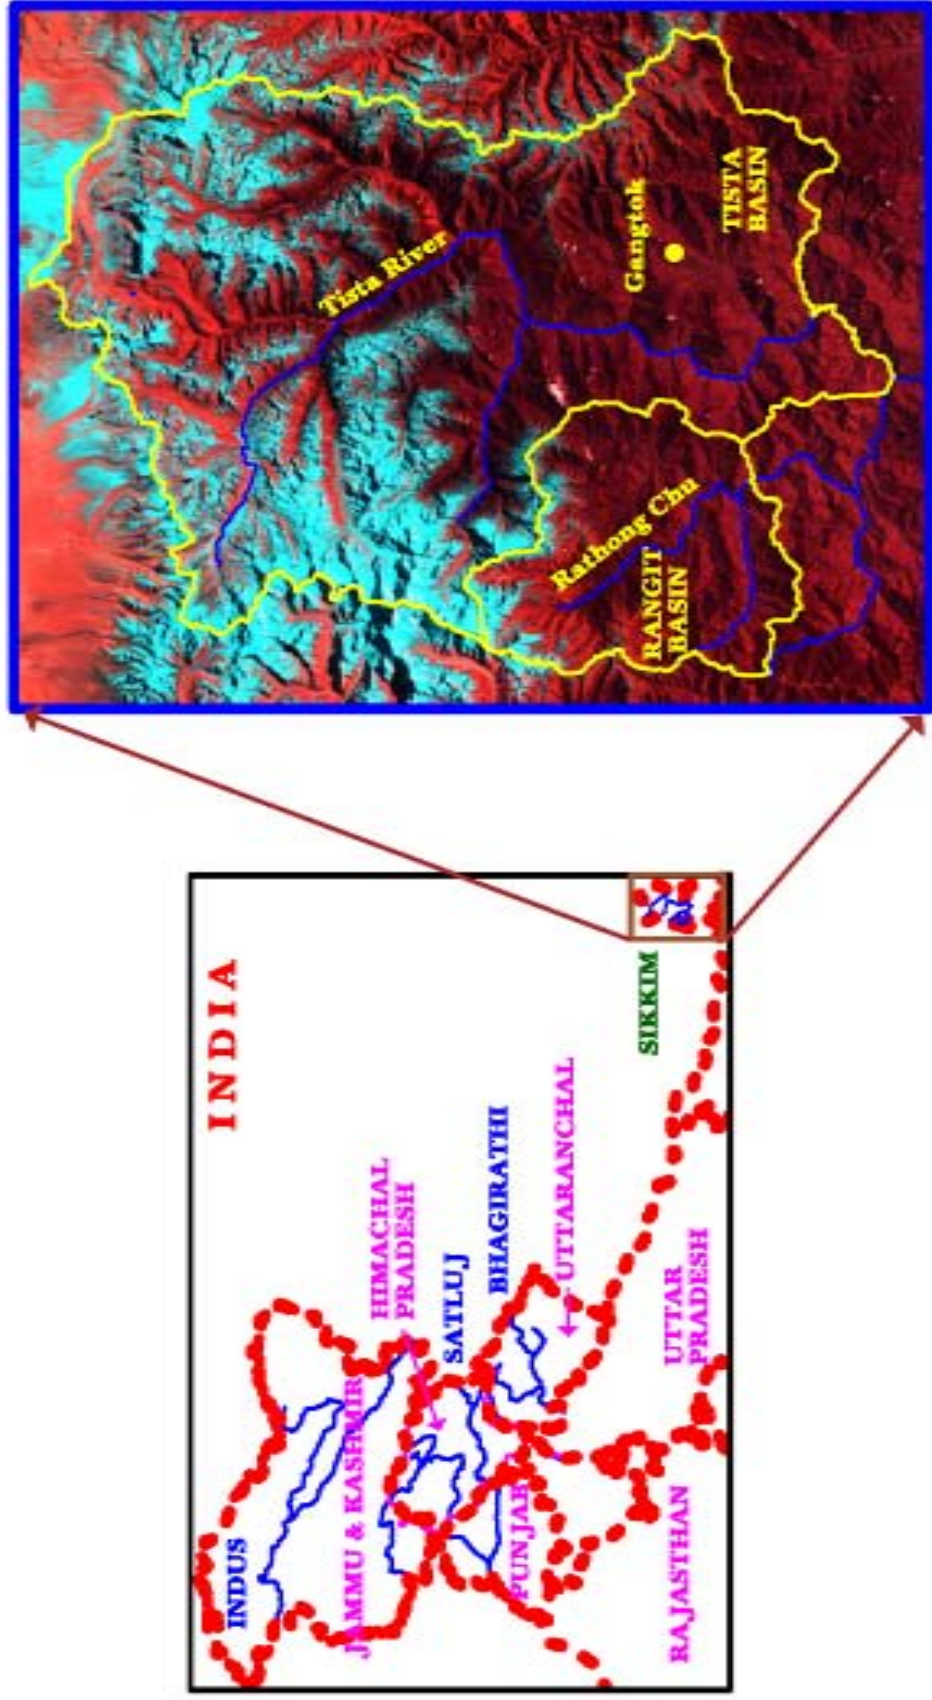 INDIA
INDUS
JAMMU & KASHMIR
HIMACHAL
PRADESH
SATLUJ
BHAGIRATHI
PUNJAB
UTTARANCHAL
SIKKIM
RAJASTHAN
UTTAR
PRADESH
Tista River
Gangtok
TISTA
BASIN
Rathong Chu
RANGIT
BASIN